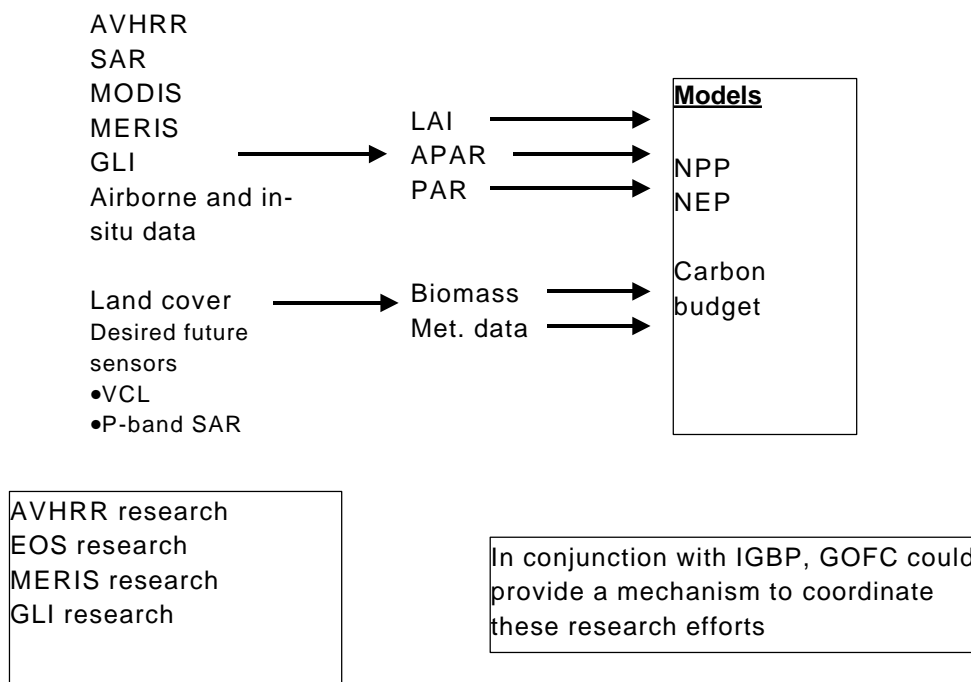 AVHRR
SAR
MODIS
MERIS
GLI
Airborne and in-
situ data
Land cover
Desired future
sensors
•VCL
•P-band SAR
LAI
APAR
PAR
Biomass
Met. data
Models
NPP
NEP
Carbon
budget
AVHRR research
EOS research
MERIS research
GLI research
In conjunction with IGBP, GOFC could
provide a mechanism to coordinate
these research efforts